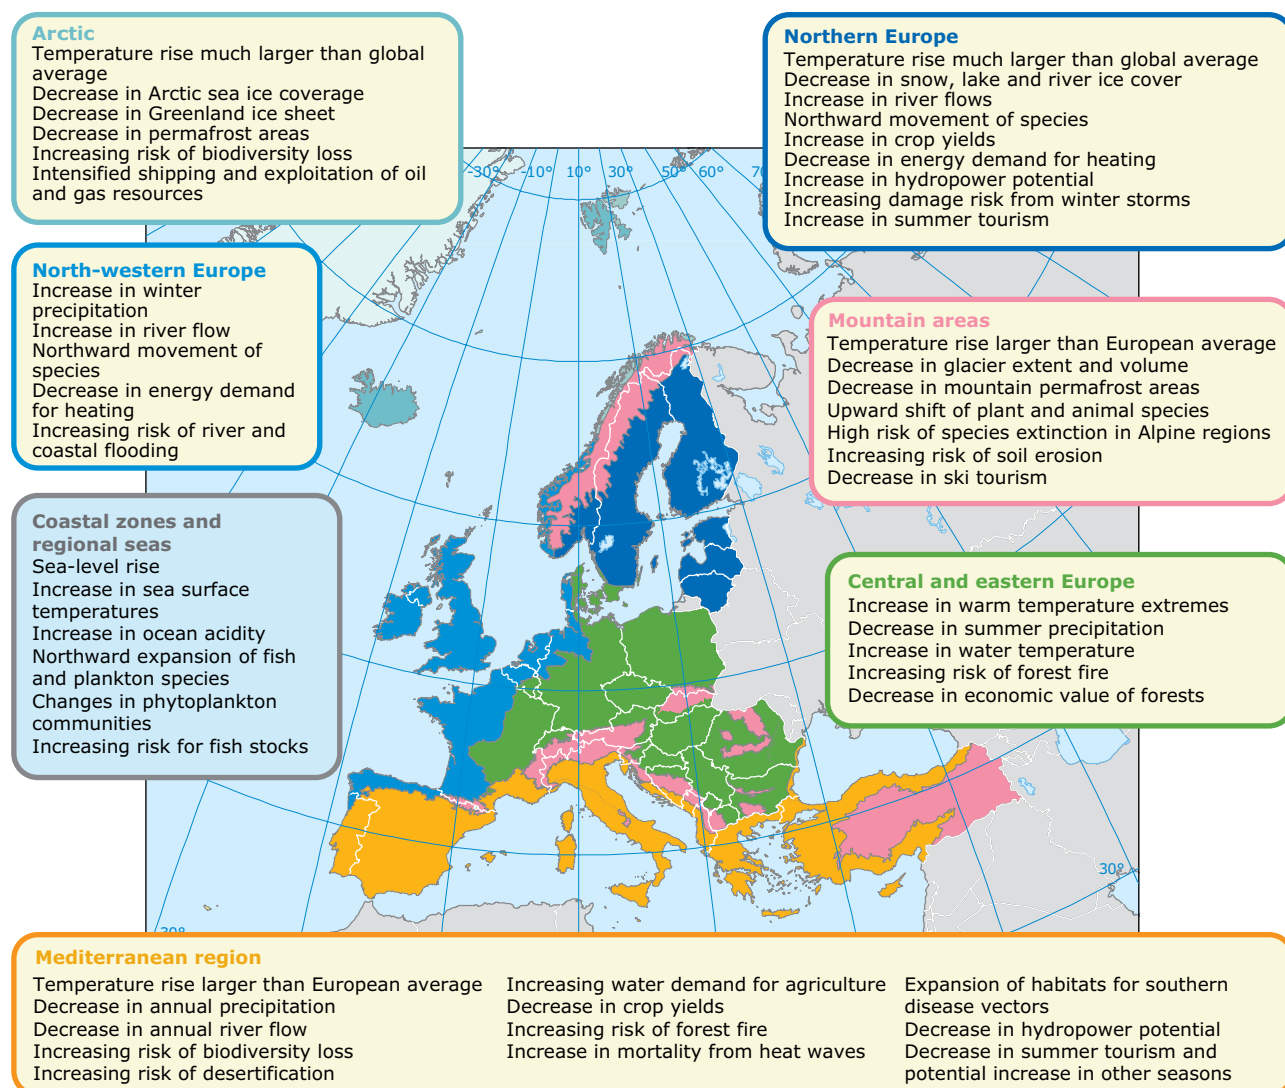 Arctic
Temperature rise much larger than global
average
Decrease in Arctic sea ice coverage
Decrease in Greenland ice sheet
Decrease in permafrost areas
Increasing risk of biodiversity loss
Intensified shipping and exploitation of oil
and gas resources
Northern Europe
Temperature rise much larger than global average
Decrease in snow, lake and river ice cover
Increase in river flows
Northward movement of species
Increase in crop yields
Decrease in energy demand for heating
Increase in hydropower potential
Increasing damage risk from winter storms
Increase in summer tourism
-30° -10° 10° 30° 50° 60°
North-western Europe
Increase in winter
precipitation
Increase in river flow
Northward movement of
species
Decrease in energy demand
for heating
Increasing risk of river and
coastal flooding
Mountain areas
Temperature rise larger than European average
Decrease in glacier extent and volume
Decrease in mountain permafrost areas
Upward shift of plant and animal species
High risk of species extinction in Alpine regions
Increasing risk of soil erosion
Decrease in ski tourism
Coastal zones and
regional seas
Sea-level rise
Increase in sea surface
temperatures
Increase in ocean acidity
Northward expansion of fish
and plankton species
Changes in phytoplankton
communities
Increasing risk for fish stocks
Central and eastern Europe
Increase in warm temperature extremes
Decrease in summer precipitation
Increase in water temperature
Increasing risk of forest fire
Decrease in economic value of forests
30°
Mediterranean region
Temperature rise larger than European average
Decrease in annual precipitation
Decrease in annual river flow
Increasing risk of biodiversity loss
Increasing risk of desertification
Increasing water demand for agriculture
Decrease in crop yields
Increasing risk of forest fire
Increase in mortality from heat waves
Expansion of habitats for southern
disease vectors
Decrease in hydropower potential
Decrease in summer tourism and
potential increase in other seasons